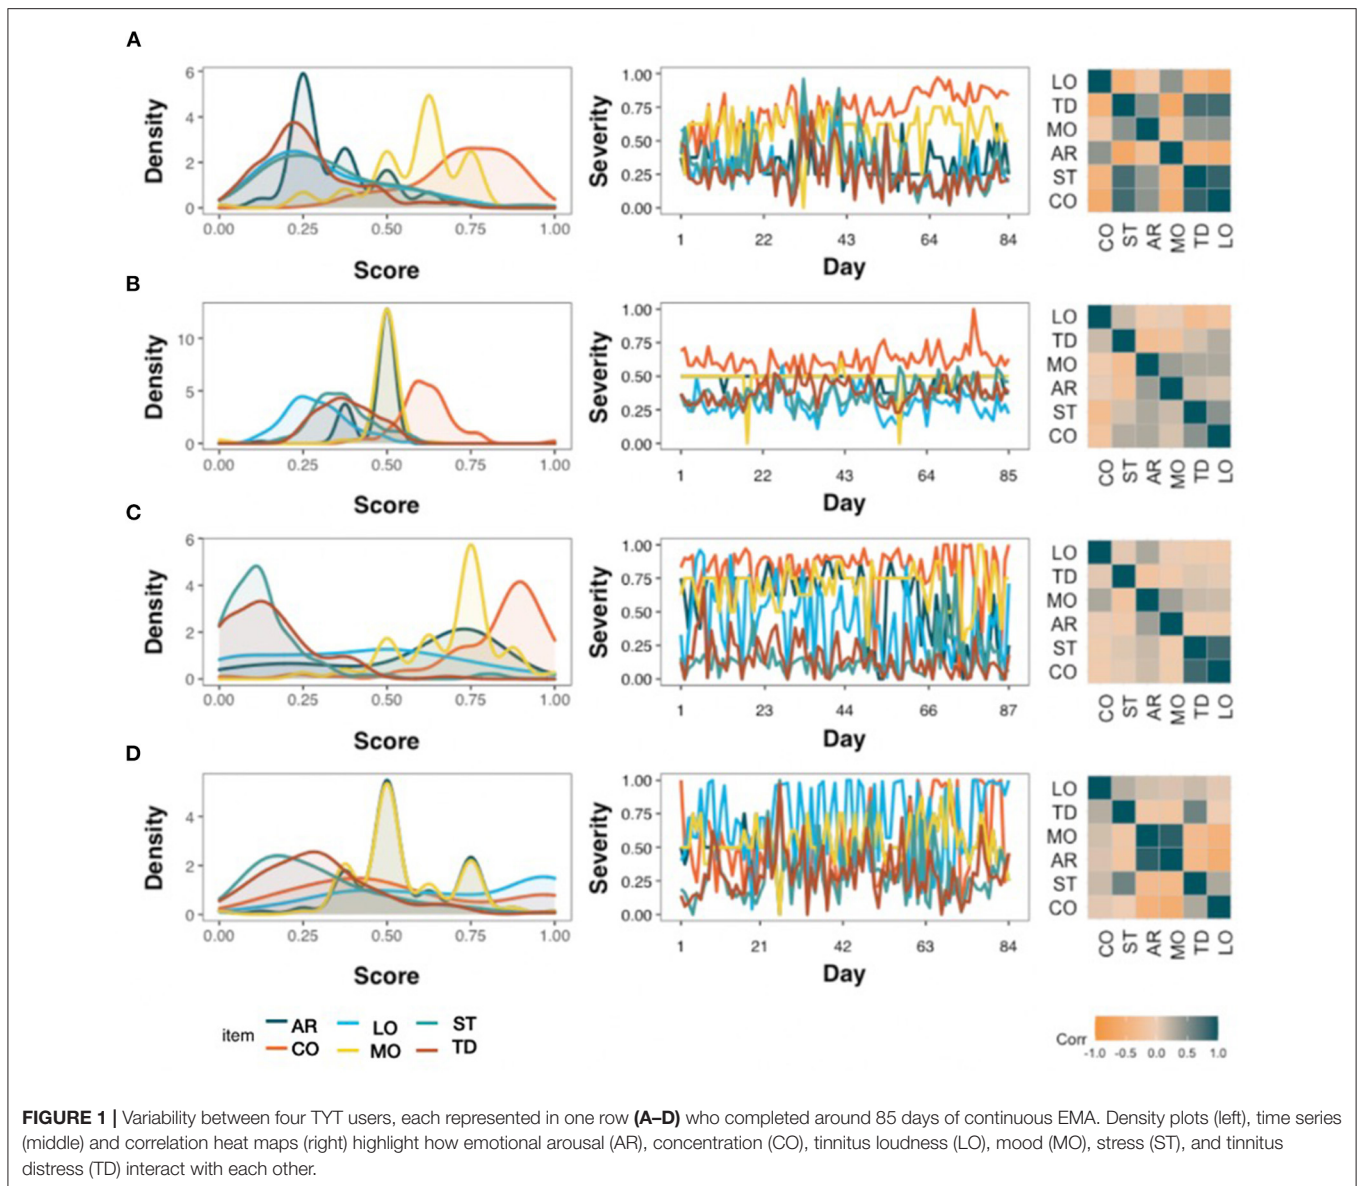 A
Density
6
4
2
0
0.00 0.25 0.50 0.75 1.00
Score
Severity
1.00
0.75
0.50
0.25
0.00
1 22 43 64 84
Day
LO
TD
MO
AR
ST
CO
CO ST AR MO TD LO
B
Density
10
5
0
0.00 0.25 0.50 0.75 1.00
Score
Severity
1.00
0.75
0.50
0.25
0.00
1 22 43 64 85
Day
LO
TD
MO
AR
ST
CO
CO ST AR MO TD LO
C
Density
6
4
2
0
0.00 0.25 0.50 0.75 1.00
Score
Severity
1.00
0.75
0.50
0.25
0.00
1 23 44 66 87
Day
LO
TD
MO
AR
ST
CO
CO ST AR MO TD LO
D
Density
4
2
0
0.00 0.25 0.50 0.75 1.00
Score
Severity
1.00
0.75
0.50
0.25
0.00
1 21 42 63 84
Day
LO
TD
MO
AR
ST
CO
CO ST AR MO TD LO
item AR LO ST
CO MO TD
Corr
-1.0 -0.5 0.0 0.5 1.0
FIGURE 1 | Variability between four TYT users, each represented in one row (A–D) who completed around 85 days of continuous EMA. Density plots (left), time series
(middle) and correlation heat maps (right) highlight how emotional arousal (AR), concentration (CO), tinnitus loudness (LO), mood (MO), stress (ST), and tinnitus
distress (TD) interact with each other.